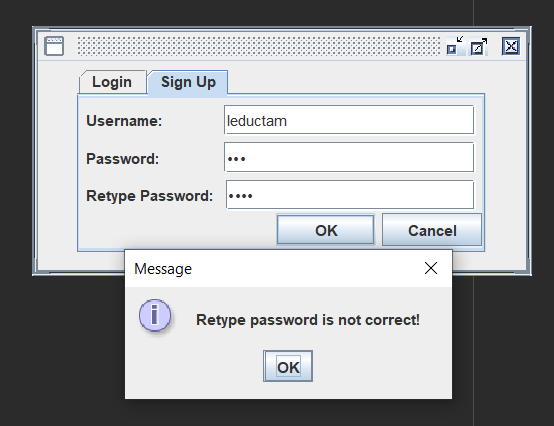 Login Sign Up
Username: leductam
Password: •••
Retype Password: ••••
OK Cancel
Message
i Retype password is not correct!
OK